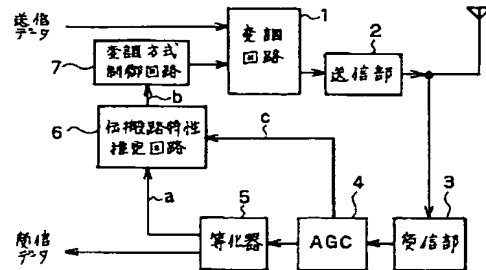 送信
データ
1
変調
回路
2
送信部
7
変調方式
制御回路
b
6
伝搬路特性
推定回路
c
a
5
等化器
4
AGC
3
受信部
受信
データ